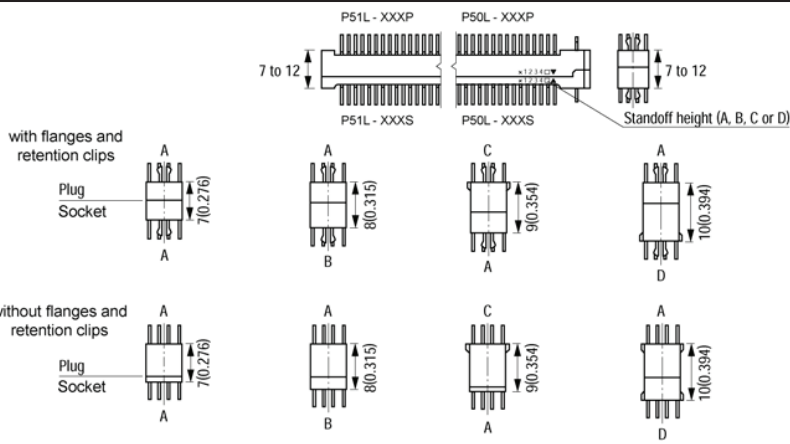 P51L - XXXP P50L - XXXP
7 to 12 7 to 12
×1234□▼
×1234□▲
P51L - XXXS P50L - XXXS
Standoff height (A, B, C or D)
with flanges and
retention clips
A A C A
Plug
Socket
7(0.276) 8(0.315) 9(0.354) 10(0.394)
A B A D
without flanges and
retention clips
A A C A
Plug
Socket
7(0.276) 8(0.315) 9(0.354) 10(0.394)
A B A D